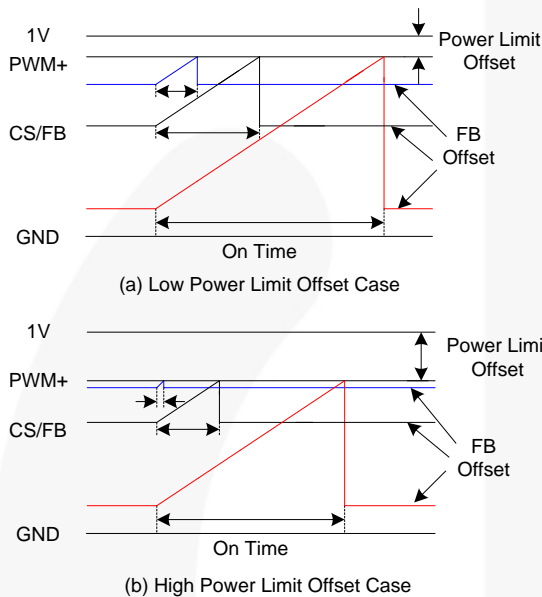 1V
PWM+
Power Limit
Offset
CS/FB
FB
Offset
GND
On Time
(a) Low Power Limit Offset Case
1V
Power Limi
Offset
PWM+
CS/FB
FB
Offset
GND
On Time
(b) High Power Limit Offset Case